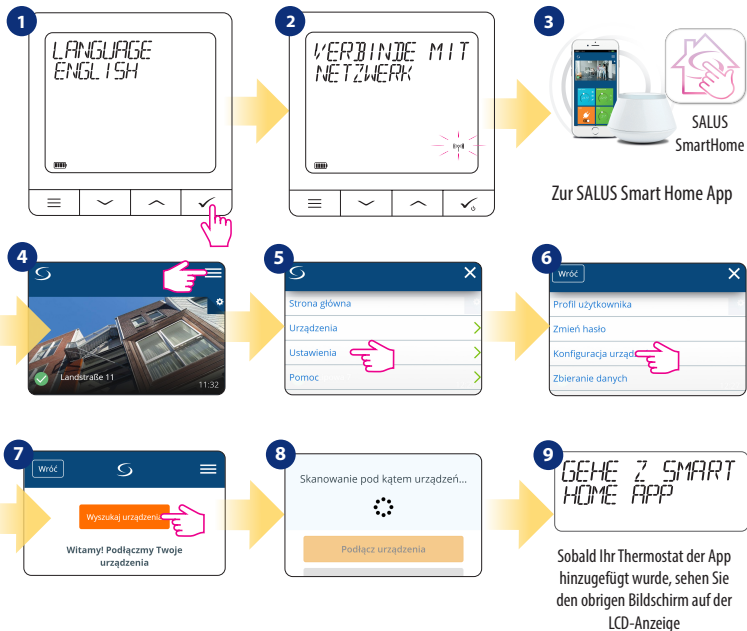 1
LANGUAGE
ENGLISH
2
VERBINDE MIT
NETZWERK
3
SALUS
SmartHome
Zur SALUS Smart Home App
4
Landstraße 11
11:32
5
Strona główna
Urządzenia
Ustawienia
Pomoc
6
Wróć
Profil użytkownika
Zmień hasło
Konfiguracja urząd
Zbieranie danych
7
Wróć
Wyszukaj urządzeni
Witamy! Podłączmy Twoje
urządzenia
8
Skanowanie pod kątem urządzeń...
Podłącz urządzenia
9
GEHE Z SMART
HOME APP
Sobald Ihr Thermostat der App
hinzugefügt wurde, sehen Sie
den obrigen Bildschirm auf der
LCD-Anzeige